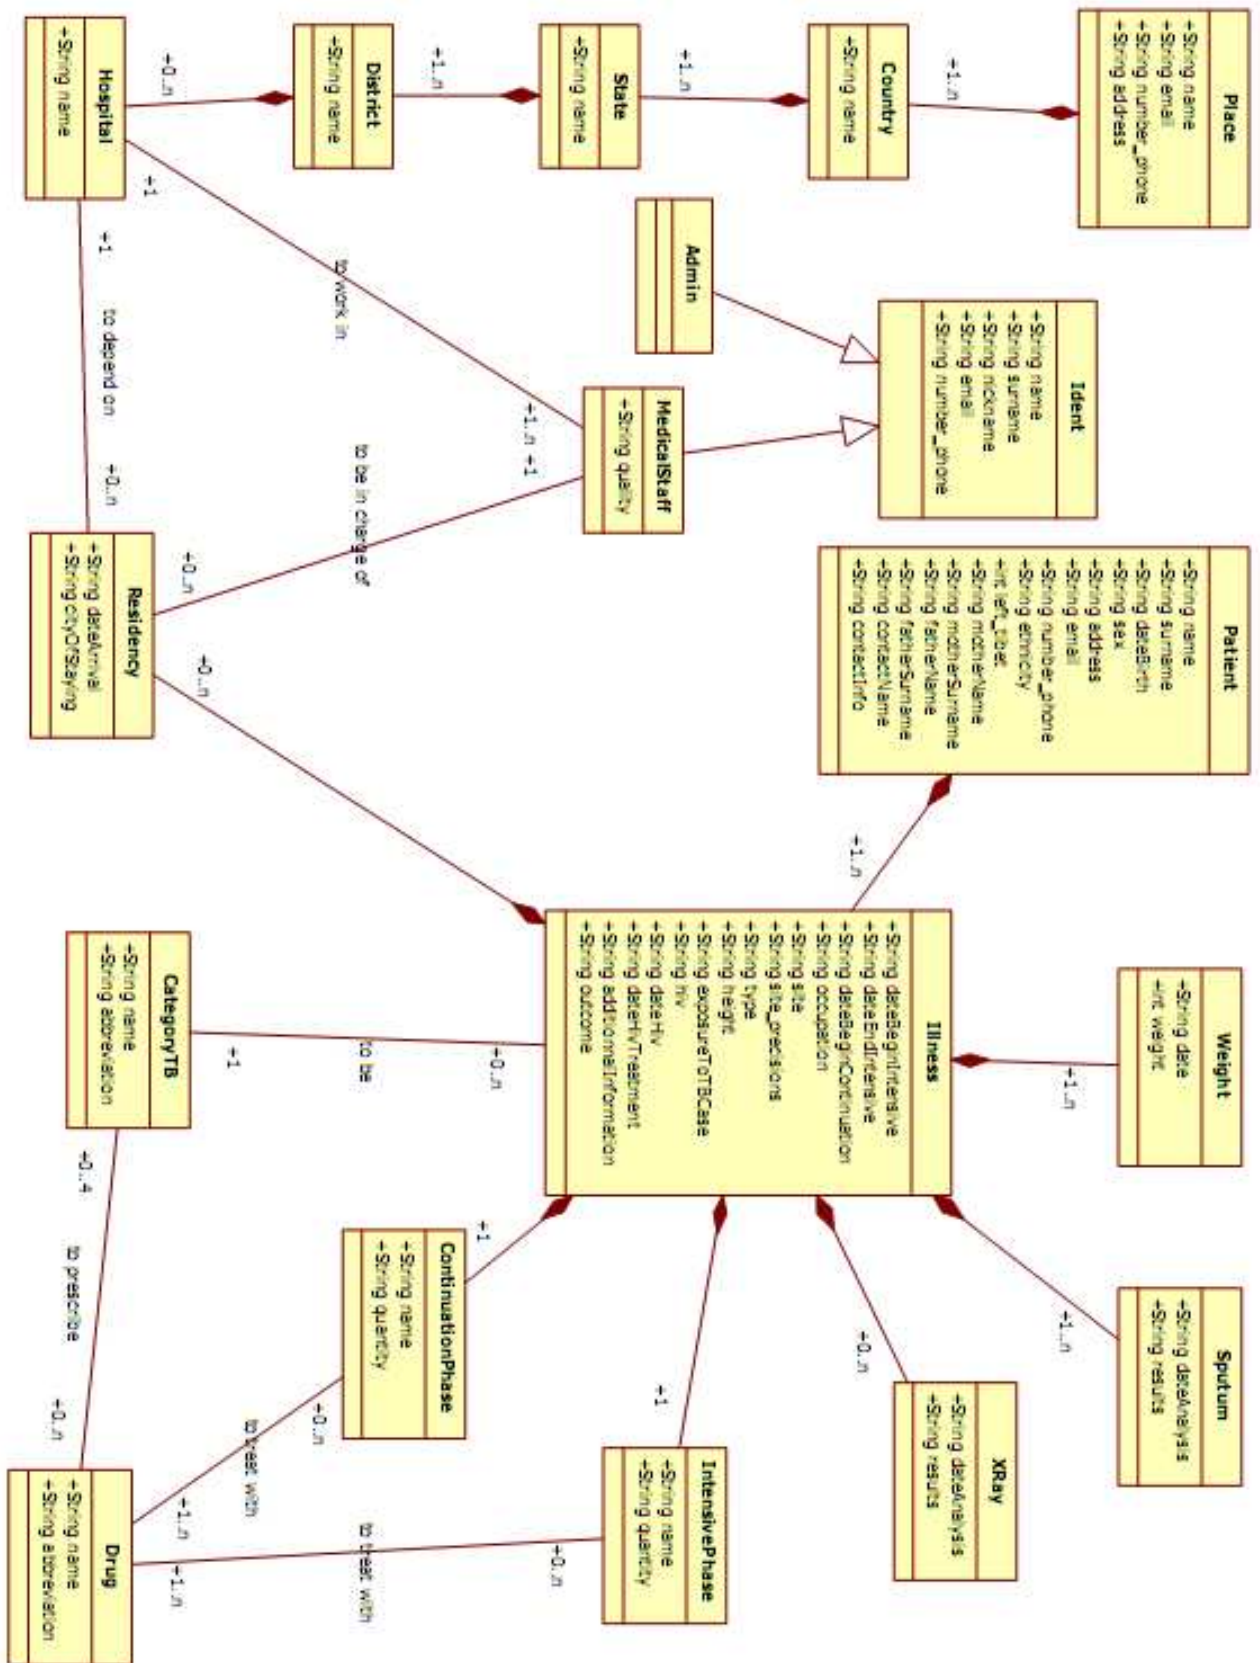 Place
+String name
+String email
+String number_phone
+String address
+1..n
Country
+String name
+1..n
State
+String name
+1..n
District
+String name
+0..n
Hospital
+String name
Ident
+String name
+String surname
+String nickname
+String email
+String number_phone
Admin
MedicalStaff
+String quality
+1..n
+1
to work in
+1
to be in charge of
+0..n
+1
to depend on
+0..n
Residency
+String dateArrival
+String cityOfStaying
+0..n
Patient
+String name
+String surname
+String dateBirth
+String sex
+String address
+String email
+String number_phone
+String ethnicity
+int left_tibet
+String motherName
+String motherSurname
+String fatherName
+String fatherSurname
+String contactName
+String contactInfo
+1..n
Illness
+String dateBeginIntensive
+String dateEndIntensive
+String dateBeginContinuation
+String occupation
+String site
+String site_precisions
+String type
+String height
+String exposureToTBCase
+String hiv
+String dateHiv
+String dateHivTreatment
+String additionnalInformation
+String outcome
Weight
+String date
+int weight
+1..n
Sputum
+String dateAnalysis
+String results
+1..n
XRay
+String dateAnalysis
+String results
+0..n
IntensivePhase
+String name
+String quantity
+1
+0..n
to treat with
+1..n
ContinuationPhase
+String name
+String quantity
+1
+0..n
to treat with
+1..n
CategoryTB
+String name
+String abbreviation
+0..n
to be
+1
+0..4
to prescribe
+0..n
Drug
+String name
+String abbreviation